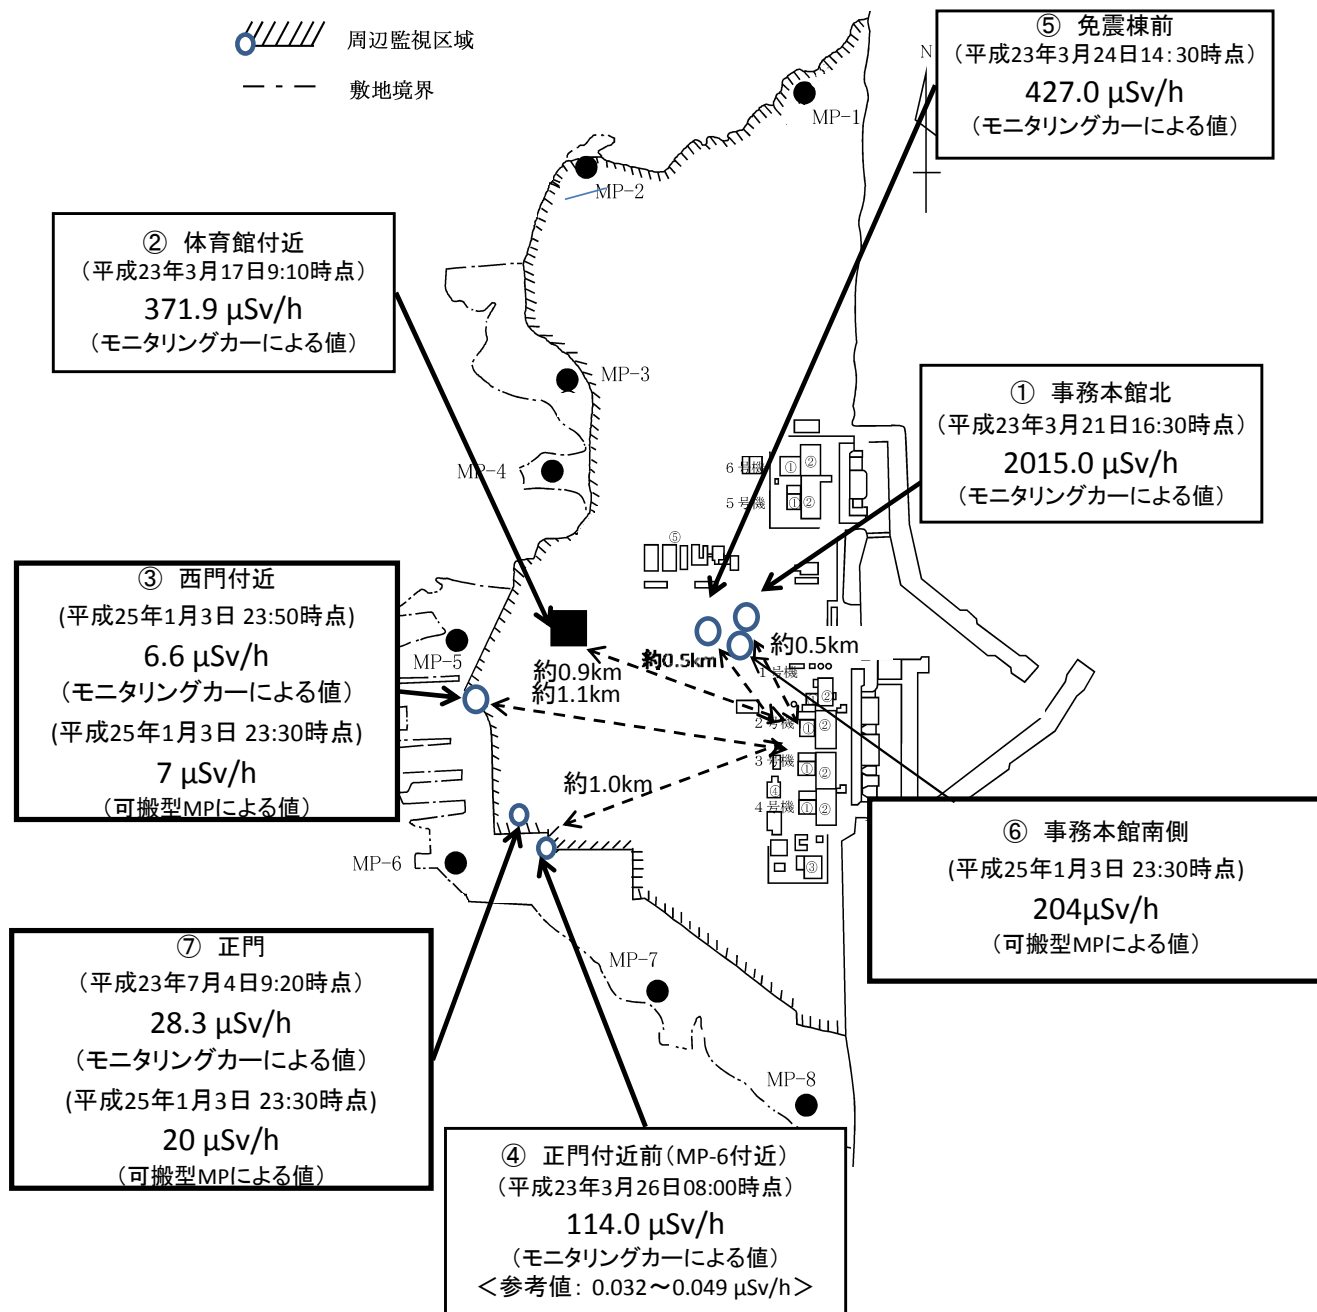 周辺監視区域
敷地境界
⑤ 免震棟前
（平成23年3月24日14:30時点）
427.0 μSv/h
（モニタリングカーによる値）
N
MP-1
MP-2
② 体育館付近
（平成23年3月17日9:10時点）
371.9 μSv/h
（モニタリングカーによる値）
MP-3
① 事務本館北
（平成23年3月21日16:30時点）
2015.0 μSv/h
（モニタリングカーによる値）
MP-4
6号機
① ②
5号機
① ②
⑤
③ 西門付近
(平成25年1月3日 23:50時点)
6.6 μSv/h
（モニタリングカーによる値）
(平成25年1月3日 23:30時点)
7 μSv/h
（可搬型MPによる値）
MP-5
約0.9km
約1.1km
約0.5km
約0.5km
1号機
②
2号機
① ②
3号機
① ②
④
4号機
① ②
③
約1.0km
⑥ 事務本館南側
(平成25年1月3日 23:30時点)
204μSv/h
（可搬型MPによる値）
MP-6
⑦ 正門
（平成23年7月4日9:20時点）
28.3 μSv/h
（モニタリングカーによる値）
(平成25年1月3日 23:30時点)
20 μSv/h
（可搬型MPによる値）
MP-7
MP-8
④ 正門付近前（MP-6付近）
（平成23年3月26日08:00時点）
114.0 μSv/h
（モニタリングカーによる値）
＜参考値: 0.032～0.049 μSv/h＞